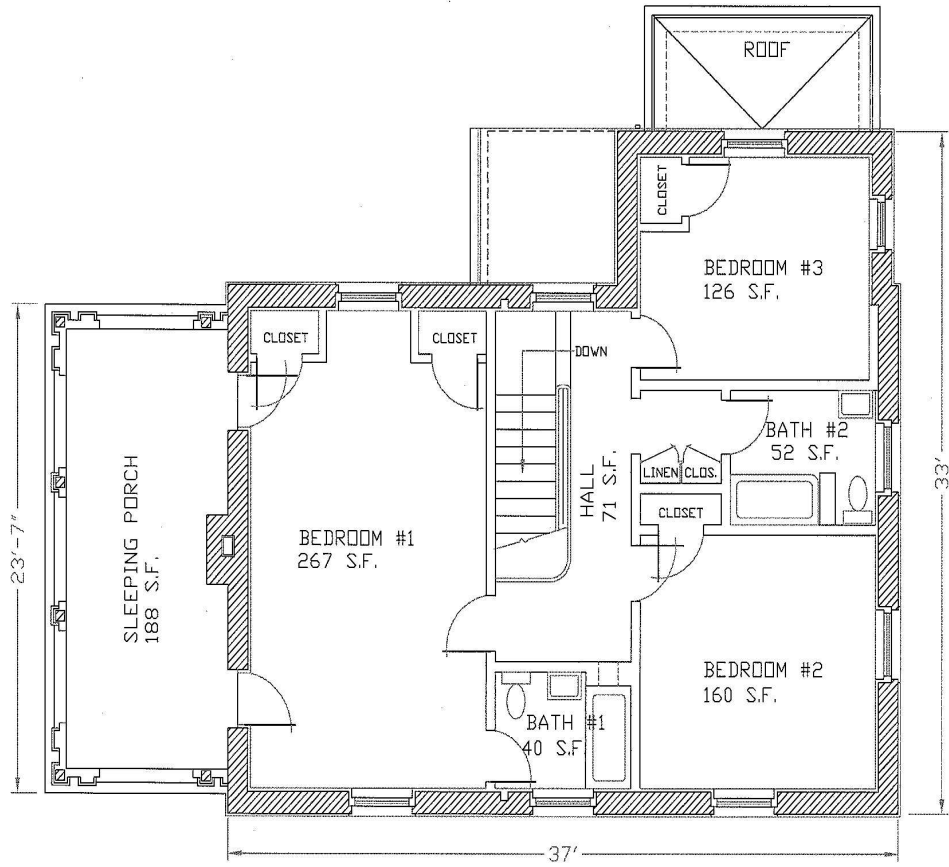 ROOF
CLOSET
BEDROOM #3
126 S.F.
CLOSET
CLOSET
DOWN
BATH #2
52 S.F.
LINEN CLOS.
HALL
71 S.F.
CLOSET
33'
23'-7"
SLEEPING PORCH
188 S.F.
BEDROOM #1
267 S.F.
BEDROOM #2
160 S.F.
BATH #1
40 S.F.
37'